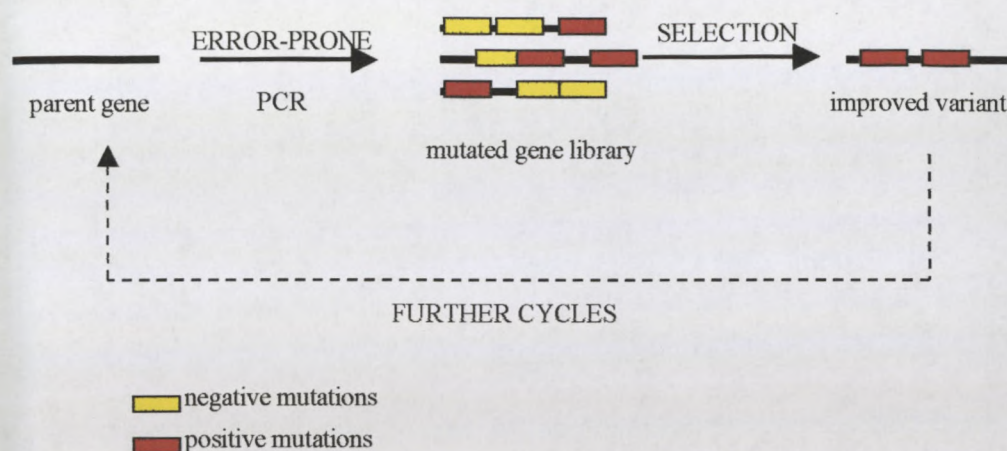 ERROR-PRONE
PCR
SELECTION
parent gene
mutated gene library
improved variant
FURTHER CYCLES
negative mutations
positive mutations